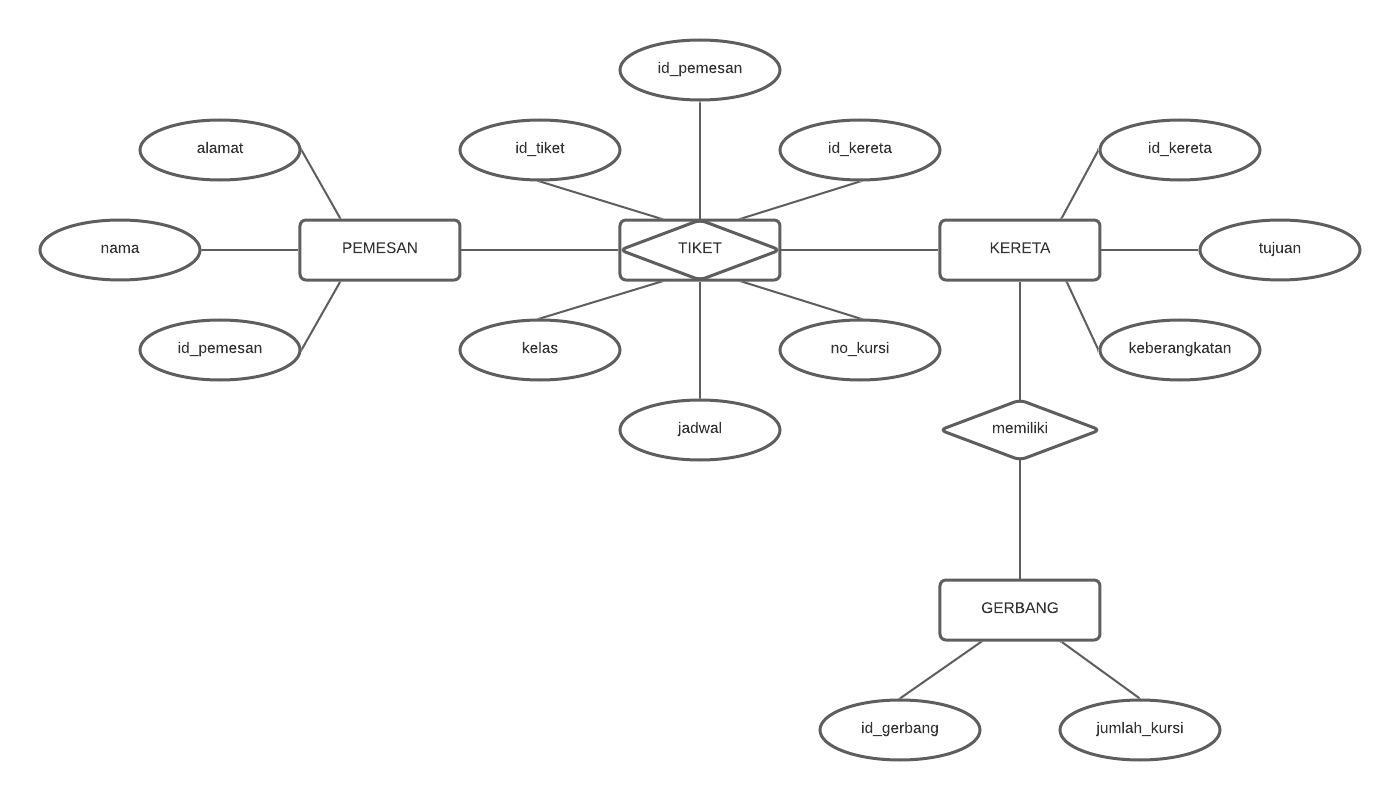 id_pemesan
alamat
id_tiket
id_kereta
id_kereta
nama
PEMESAN
TIKET
KERETA
tujuan
id_pemesan
kelas
no_kursi
keberangkatan
jadwal
memiliki
GERBANG
id_gerbang
jumlah_kursi